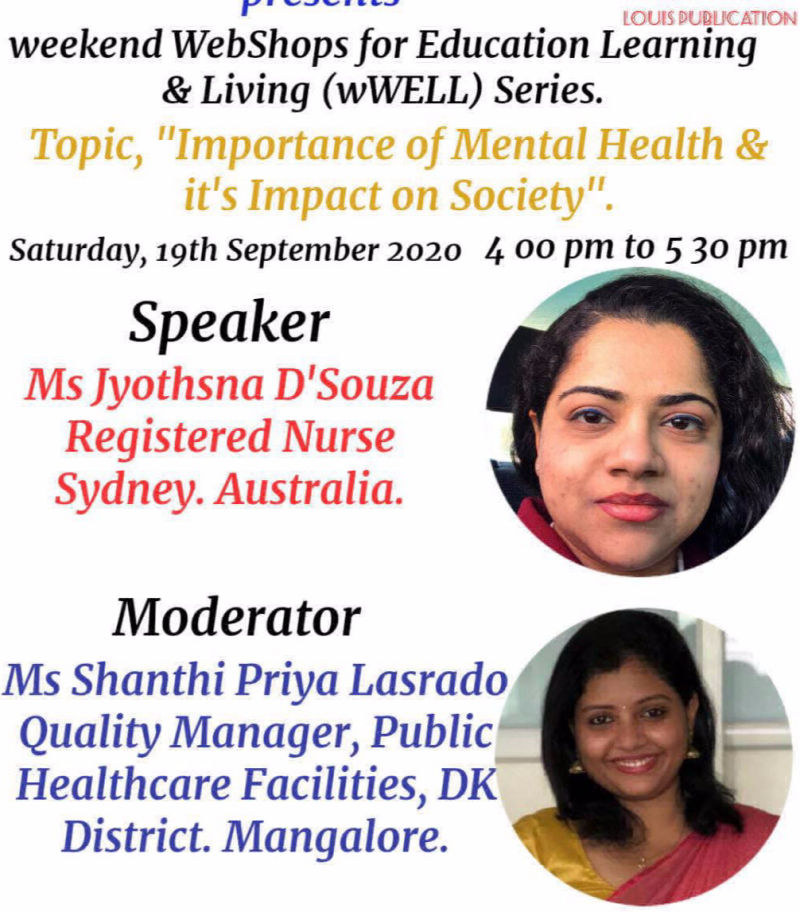 presents
LOUIS PUBLICATION
weekend WebShops for Education Learning
& Living (wWELL) Series.
Topic, "Importance of Mental Health &
it's Impact on Society".
Saturday, 19th September 2020 4 00 pm to 5 30 pm
Speaker
Ms Jyothsna D'Souza
Registered Nurse
Sydney. Australia.
Moderator
Ms Shanthi Priya Lasrado
Quality Manager, Public
Healthcare Facilities, DK
District. Mangalore.